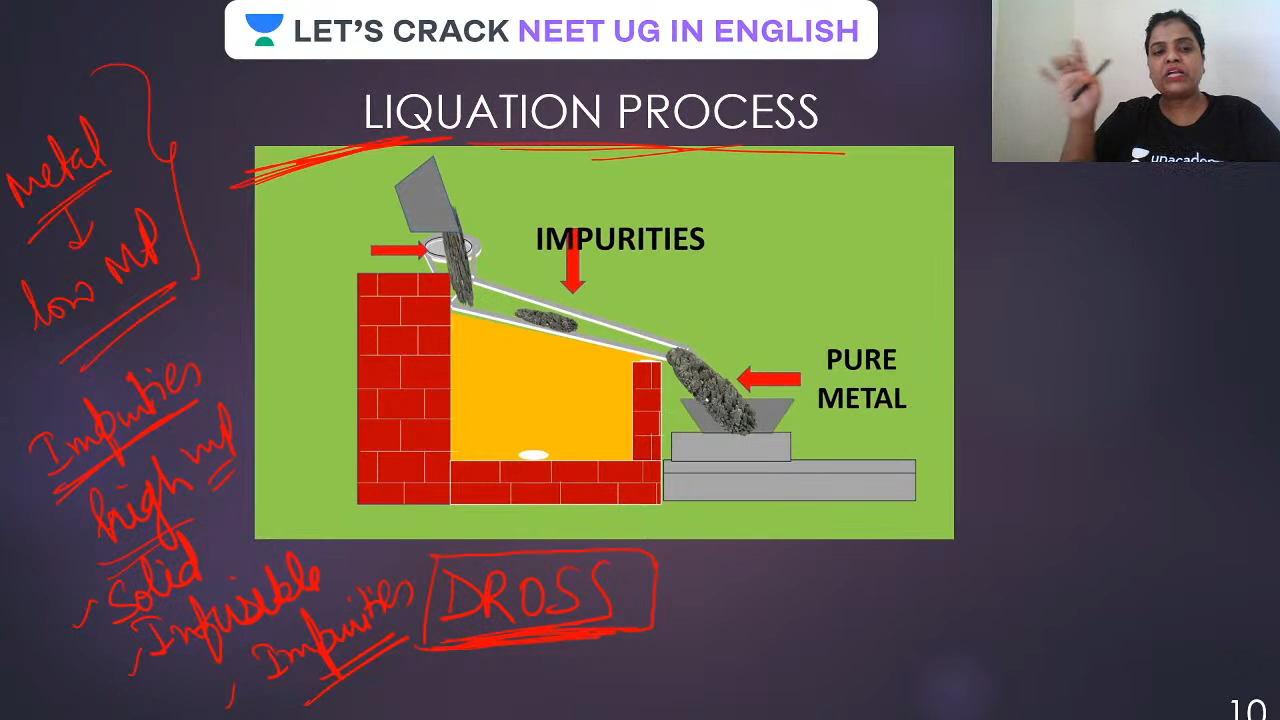 LET'S CRACK NEET UG IN ENGLISH
LIQUATION PROCESS
unacadem
Metal
low MP
IMPURITIES
PURE
METAL
Impurities
high mp
Solid
Infusible
Impurities
DROSS
10